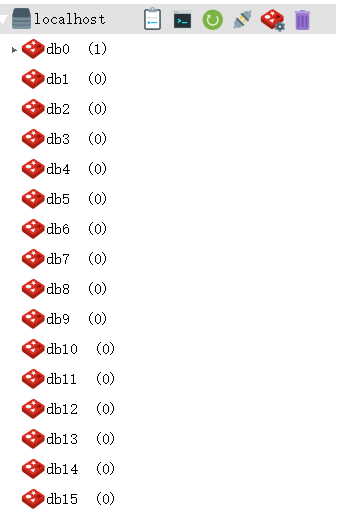 localhost
db0 (1)
db1 (0)
db2 (0)
db3 (0)
db4 (0)
db5 (0)
db6 (0)
db7 (0)
db8 (0)
db9 (0)
db10 (0)
db11 (0)
db12 (0)
db13 (0)
db14 (0)
db15 (0)